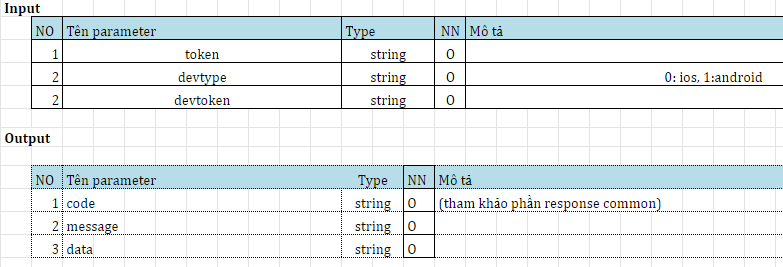 Input
NO Tên parameter Type NN Mô tả
1 token string O
2 devtype string O 0: ios, 1:android
2 devtoken string O
Output
NO Tên parameter Type NN Mô tả
1 code string O (tham khảo phần response common)
2 message string O
3 data string O